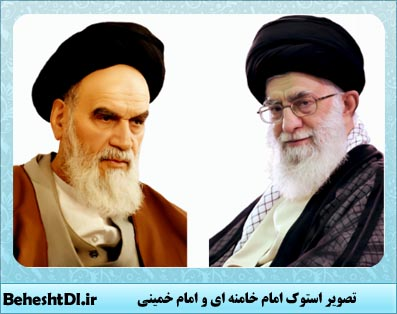 تصویر استوک امام خامنه ای و امام خمینی
BeheshtDl.ir